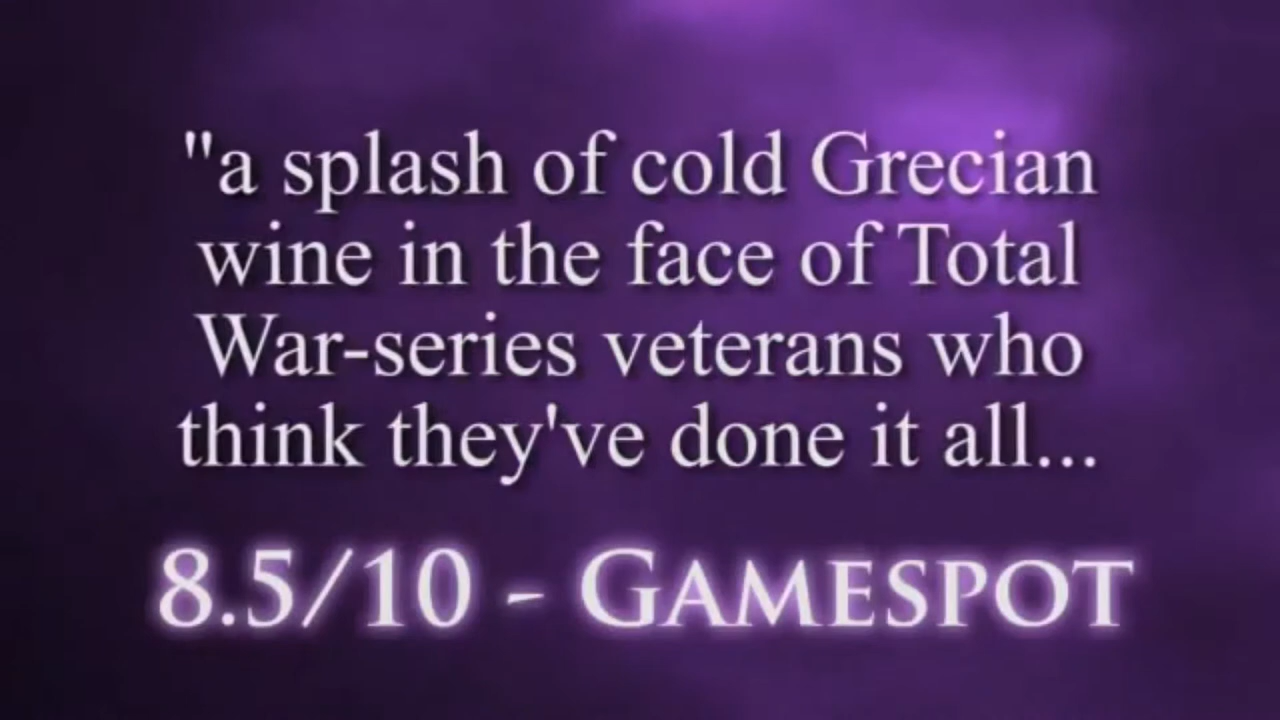 "a splash of cold Grecian
wine in the face of Total
War-series veterans who
think they've done it all...
8.5/10 - GAMESPOT